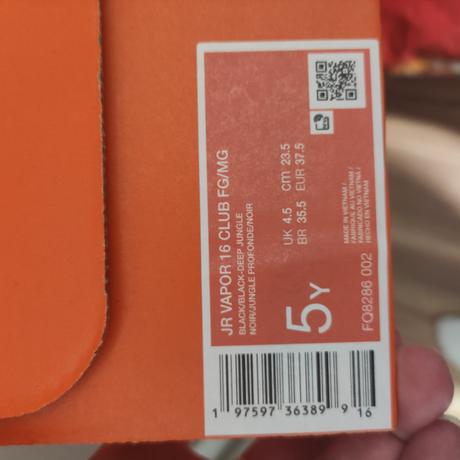 JR VAPOR 16 CLUB FG/MG
BLACK/BLACK-DEEP JUNGLE
NOIR/JUNGLE PROFONDE/NOIR
UK 4.5 cm 23.5
BR 35.5 EUR 37.5
MADE IN VIETNAM /
FABRIQUE AU VIETNAM /
FABRICADO NO VIETNÃ /
HECHO EN VIETNAM
5Y
FQ8286 002
1 97597 36389 9 16